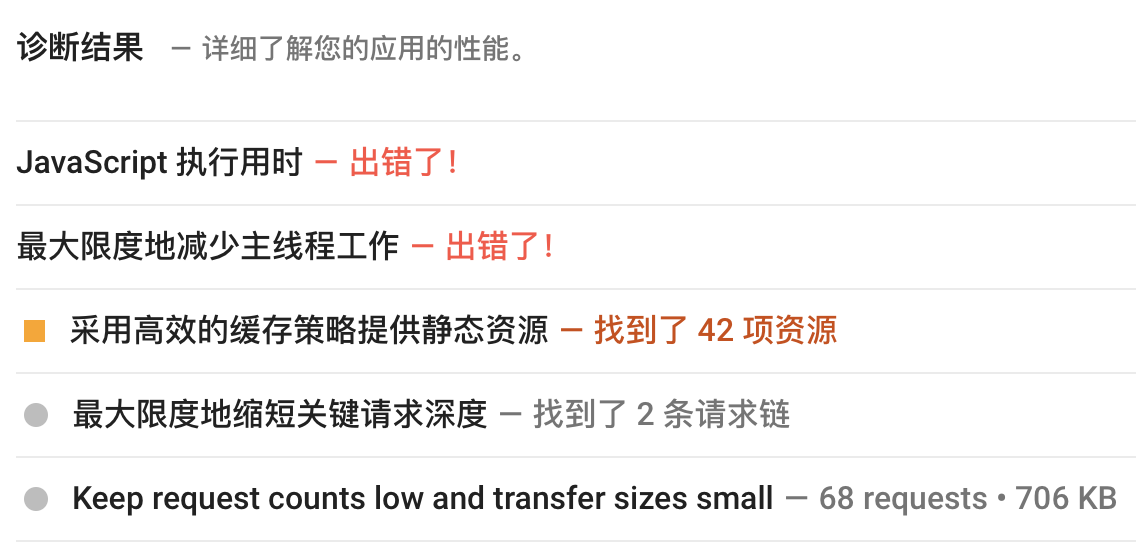 诊断结果 — 详细了解您的应用的性能。
JavaScript 执行用时 — 出错了！
最大限度地减少主线程工作 — 出错了！
采用高效的缓存策略提供静态资源 — 找到了 42 项资源
最大限度地缩短关键请求深度 — 找到了 2 条请求链
Keep request counts low and transfer sizes small — 68 requests • 706 KB